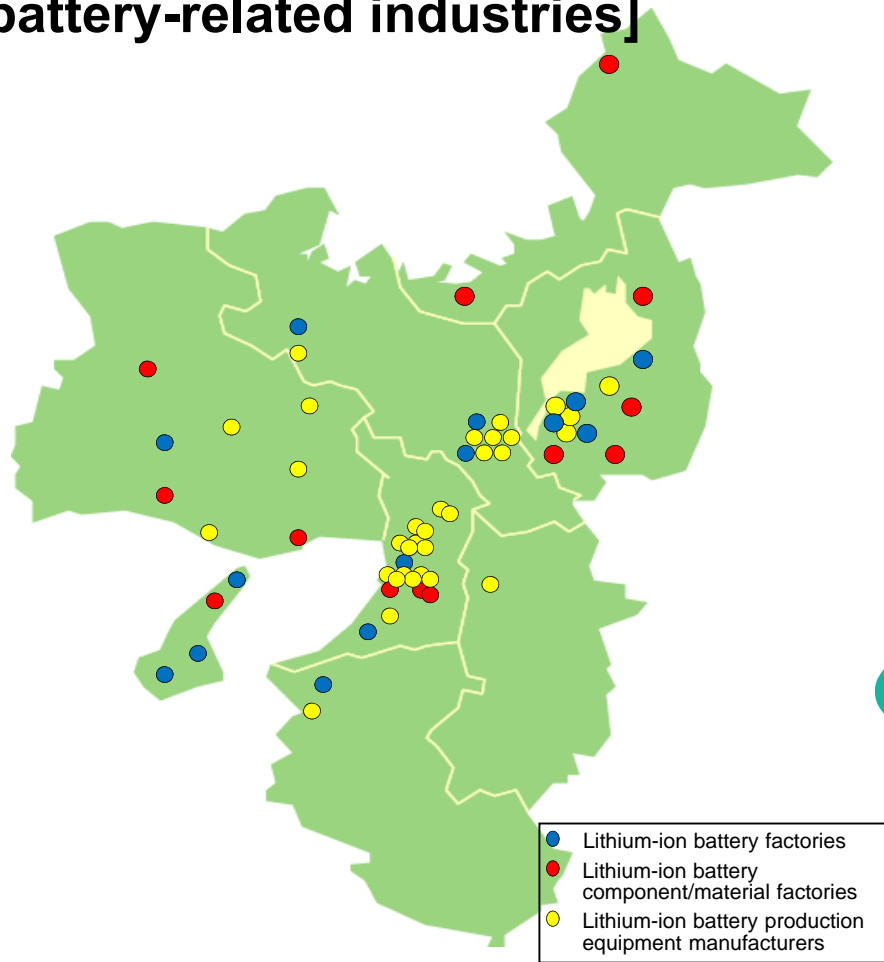 battery-related industries]
Lithium-ion battery factories
Lithium-ion battery
component/material factories
Lithium-ion battery production
equipment manufacturers